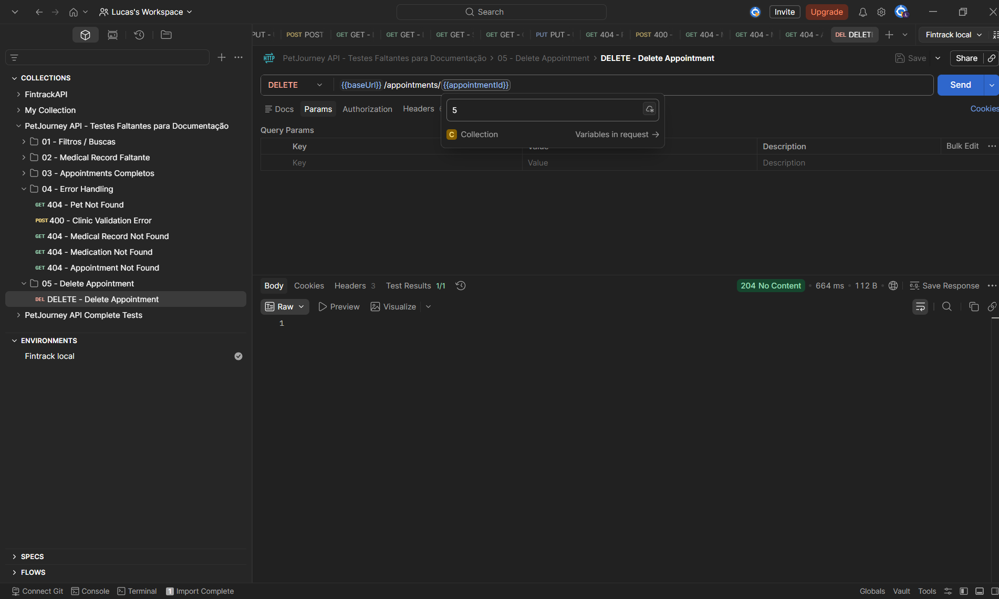 Lucas's Workspace
Search
Invite
Upgrade
PUT -
POST POST
GET GET -
GET GET -
GET GET -
GET GET -
PUT PUT -
GET 404 -
POST 400 -
GET 404 -
GET 404 -
GET 404 -
DEL DELET
Fintrack local
HTTP PetJourney API - Testes Faltantes para Documentação > 05 - Delete Appointment > DELETE - Delete Appointment
Save
Share
DELETE
{{baseUrl}} /appointments/ {{appointmentId}}
Send
Docs
Params
Authorization
Headers
Cookies
5
C Collection
Variables in request →
Query Params
Key
Value
Description
Bulk Edit
Key
Value
Description
COLLECTIONS
FintrackAPI
My Collection
PetJourney API - Testes Faltantes para Documentação
01 - Filtros / Buscas
02 - Medical Record Faltante
03 - Appointments Completos
04 - Error Handling
GET 404 - Pet Not Found
POST 400 - Clinic Validation Error
GET 404 - Medical Record Not Found
GET 404 - Medication Not Found
GET 404 - Appointment Not Found
05 - Delete Appointment
DEL DELETE - Delete Appointment
PetJourney API Complete Tests
ENVIRONMENTS
Fintrack local
SPECS
FLOWS
Body
Cookies
Headers 3
Test Results 1/1
204 No Content • 664 ms • 112 B
e.g. Save Response
Raw
Preview
Visualize
1
Connect Git
Console
Terminal
1 Import Complete
Globals
Vault
Tools